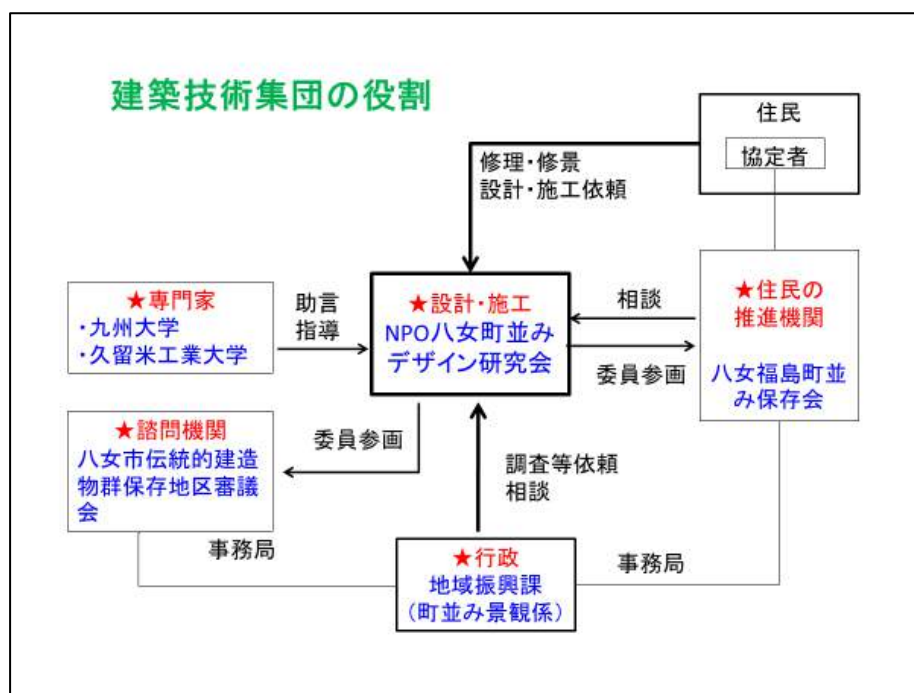 建築技術集団の役割
住民
協定者
修理・修景
設計・施工依頼
★専門家
・九州大学
・久留米工業大学
助言
指導
★設計・施工
NPO八女町並み
デザイン研究会
相談
委員参画
★住民の
推進機関
八女福島町並
み保存会
★諮問機関
八女市伝統的建造
物群保存地区審議
会
委員参画
調査等依頼
相談
事務局
★行政
地域振興課
(町並み景観係)
事務局